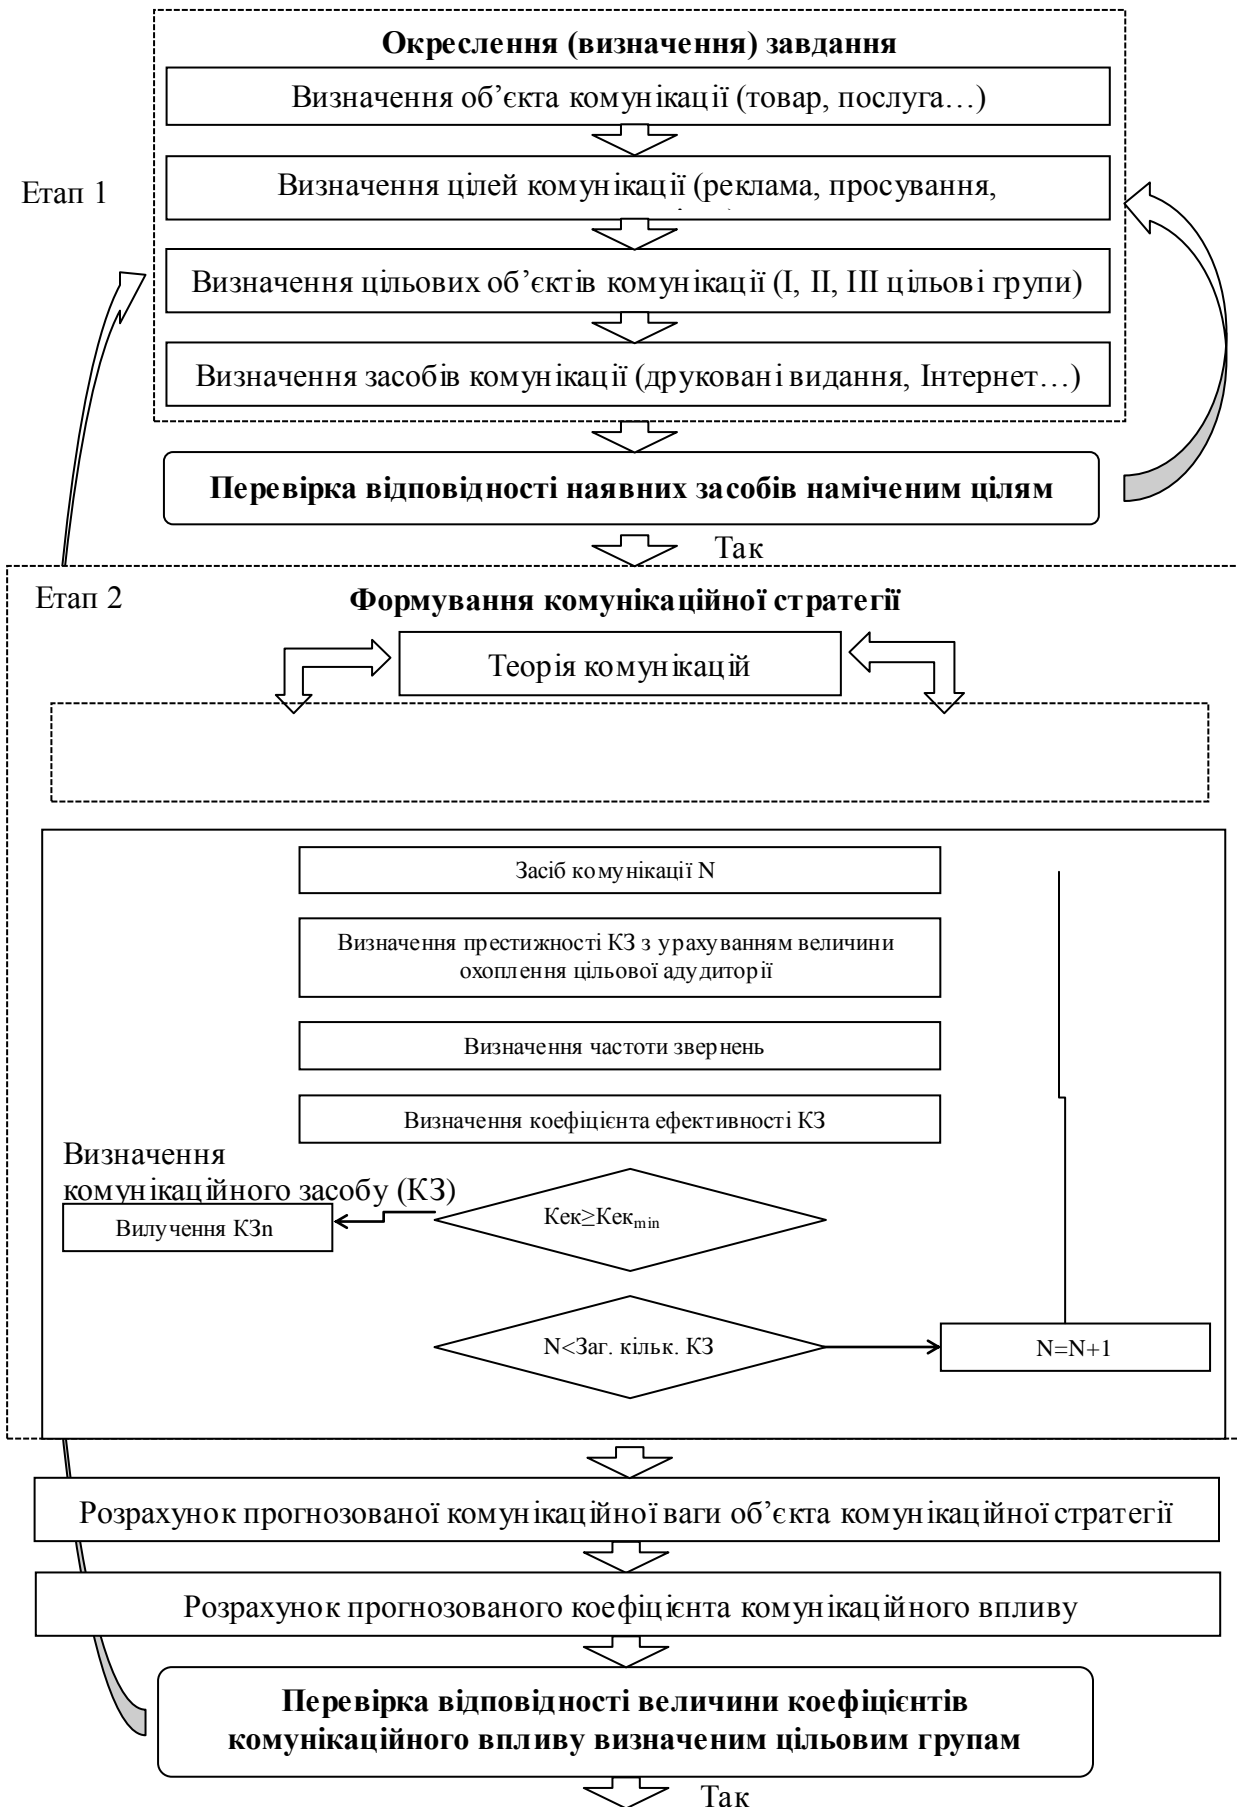 Окреслення (визначення) завдання
Визначення об’єкта комунікації (товар, послуга…)
Етап 1
Визначення цілей комунікації (реклама, просування,
Визначення цільових об’єктів комунікації (I, II, III цільові групи)
Визначення засобів комунікації (друковані видання, Інтернет…)
Перевірка відповідності наявних засобів наміченим цілям
Так
Етап 2
Формування комунікаційної стратегії
Теорія комунікацій
Засіб комунікації N
Визначення престижності КЗ з урахуванням величини
охоплення цільової адудиторії
Визначення частоти звернень
Визначення коефіцієнта ефективності КЗ
Визначення
комунікаційного засобу (КЗ)
Вилучення КЗn
Кек≥Кекmin
N<Заг. кільк. КЗ
N=N+1
Розрахунок прогнозованої комунікаційної ваги об’єкта комунікаційної стратегії
Розрахунок прогнозованого коефіцієнта комунікаційного впливу
Перевірка відповідності величини коефіцієнтів
комунікаційного впливу визначеним цільовим групам
Так